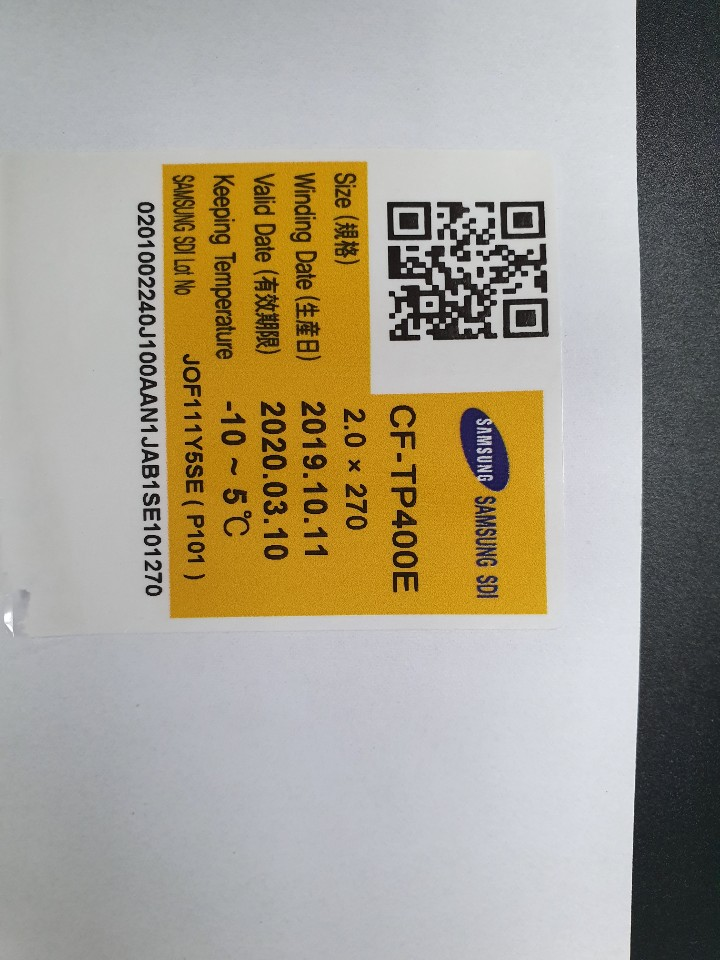 SAMSUNG SAMSUNG SDI
CF-TP400E
Size (規格) 2.0 × 270
Winding Date (生産日) 2019.10.11
Valid Date (有效期限) 2020.03.10
Keeping Temperature -10 ~ 5℃
SAMSUNG SDI Lot No JOF111Y5SE ( P101 )
0201002240J100AAN1JAB1SE101270